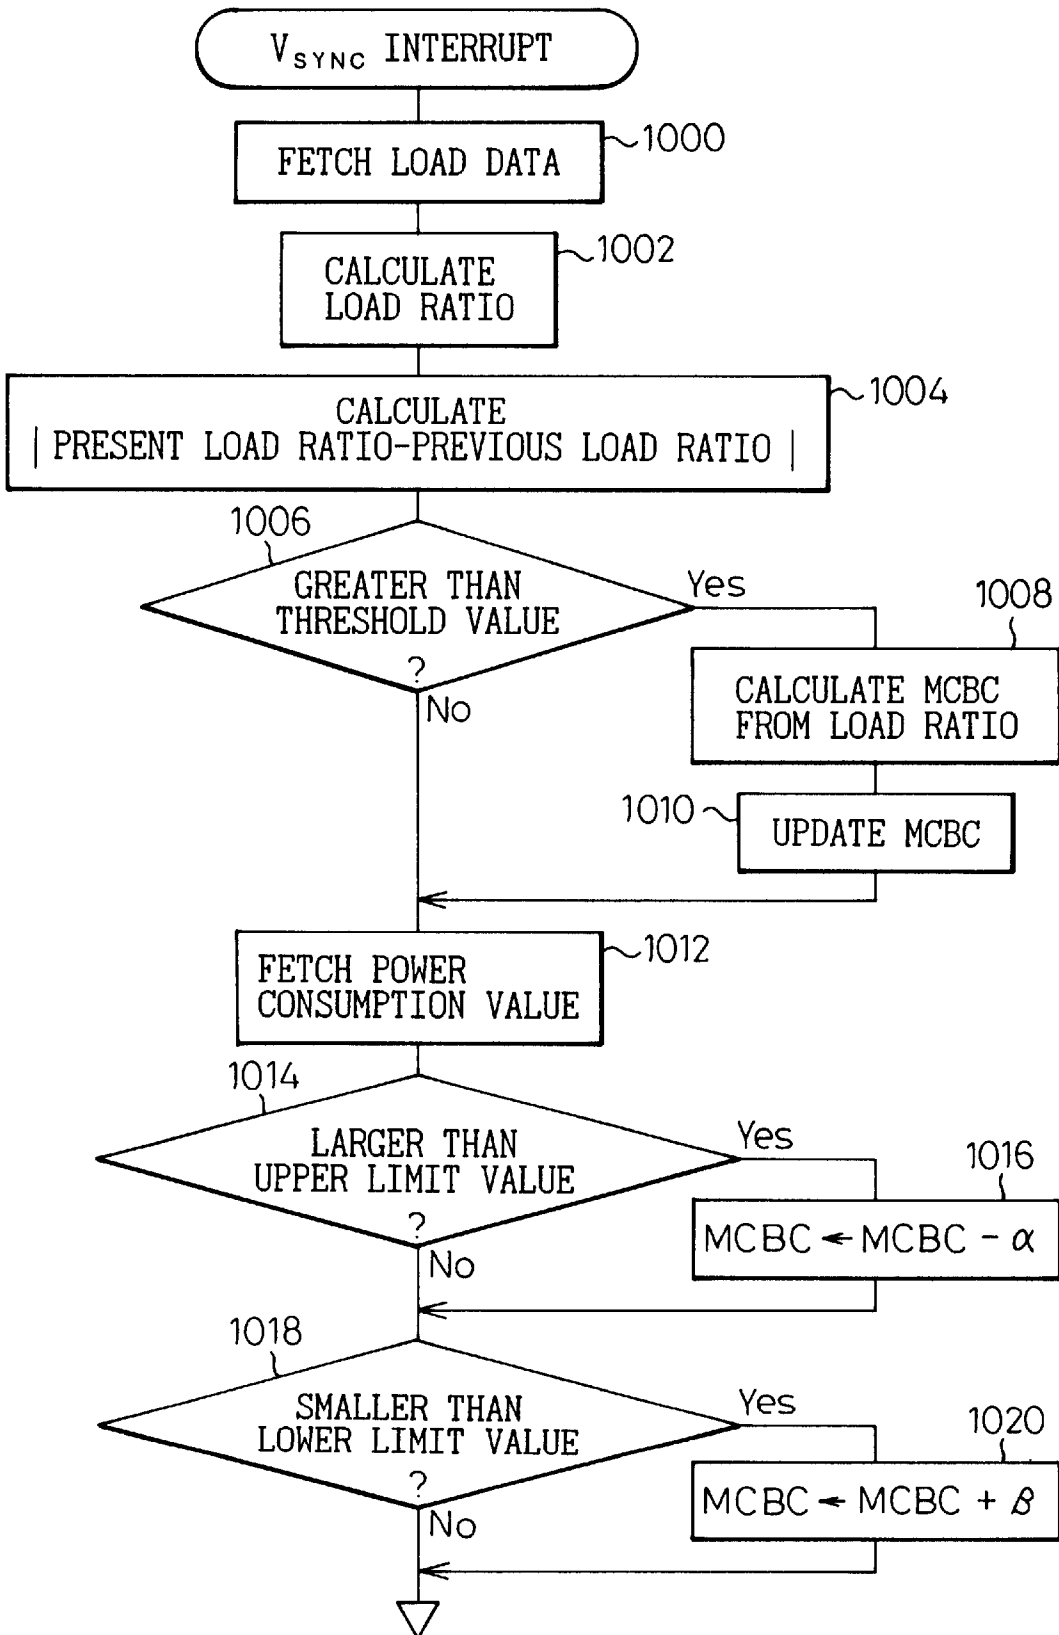 VSYNC INTERRUPT
FETCH LOAD DATA
1000
CALCULATE
LOAD RATIO
1002
CALCULATE
| PRESENT LOAD RATIO-PREVIOUS LOAD RATIO |
1004
1006
GREATER THAN
THRESHOLD VALUE
?
Yes
No
1008
CALCULATE MCBC
FROM LOAD RATIO
1010
UPDATE MCBC
FETCH POWER
CONSUMPTION VALUE
1012
1014
LARGER THAN
UPPER LIMIT VALUE
?
Yes
No
1016
MCBC ← MCBC - α
1018
SMALLER THAN
LOWER LIMIT VALUE
?
Yes
No
1020
MCBC ← MCBC + β